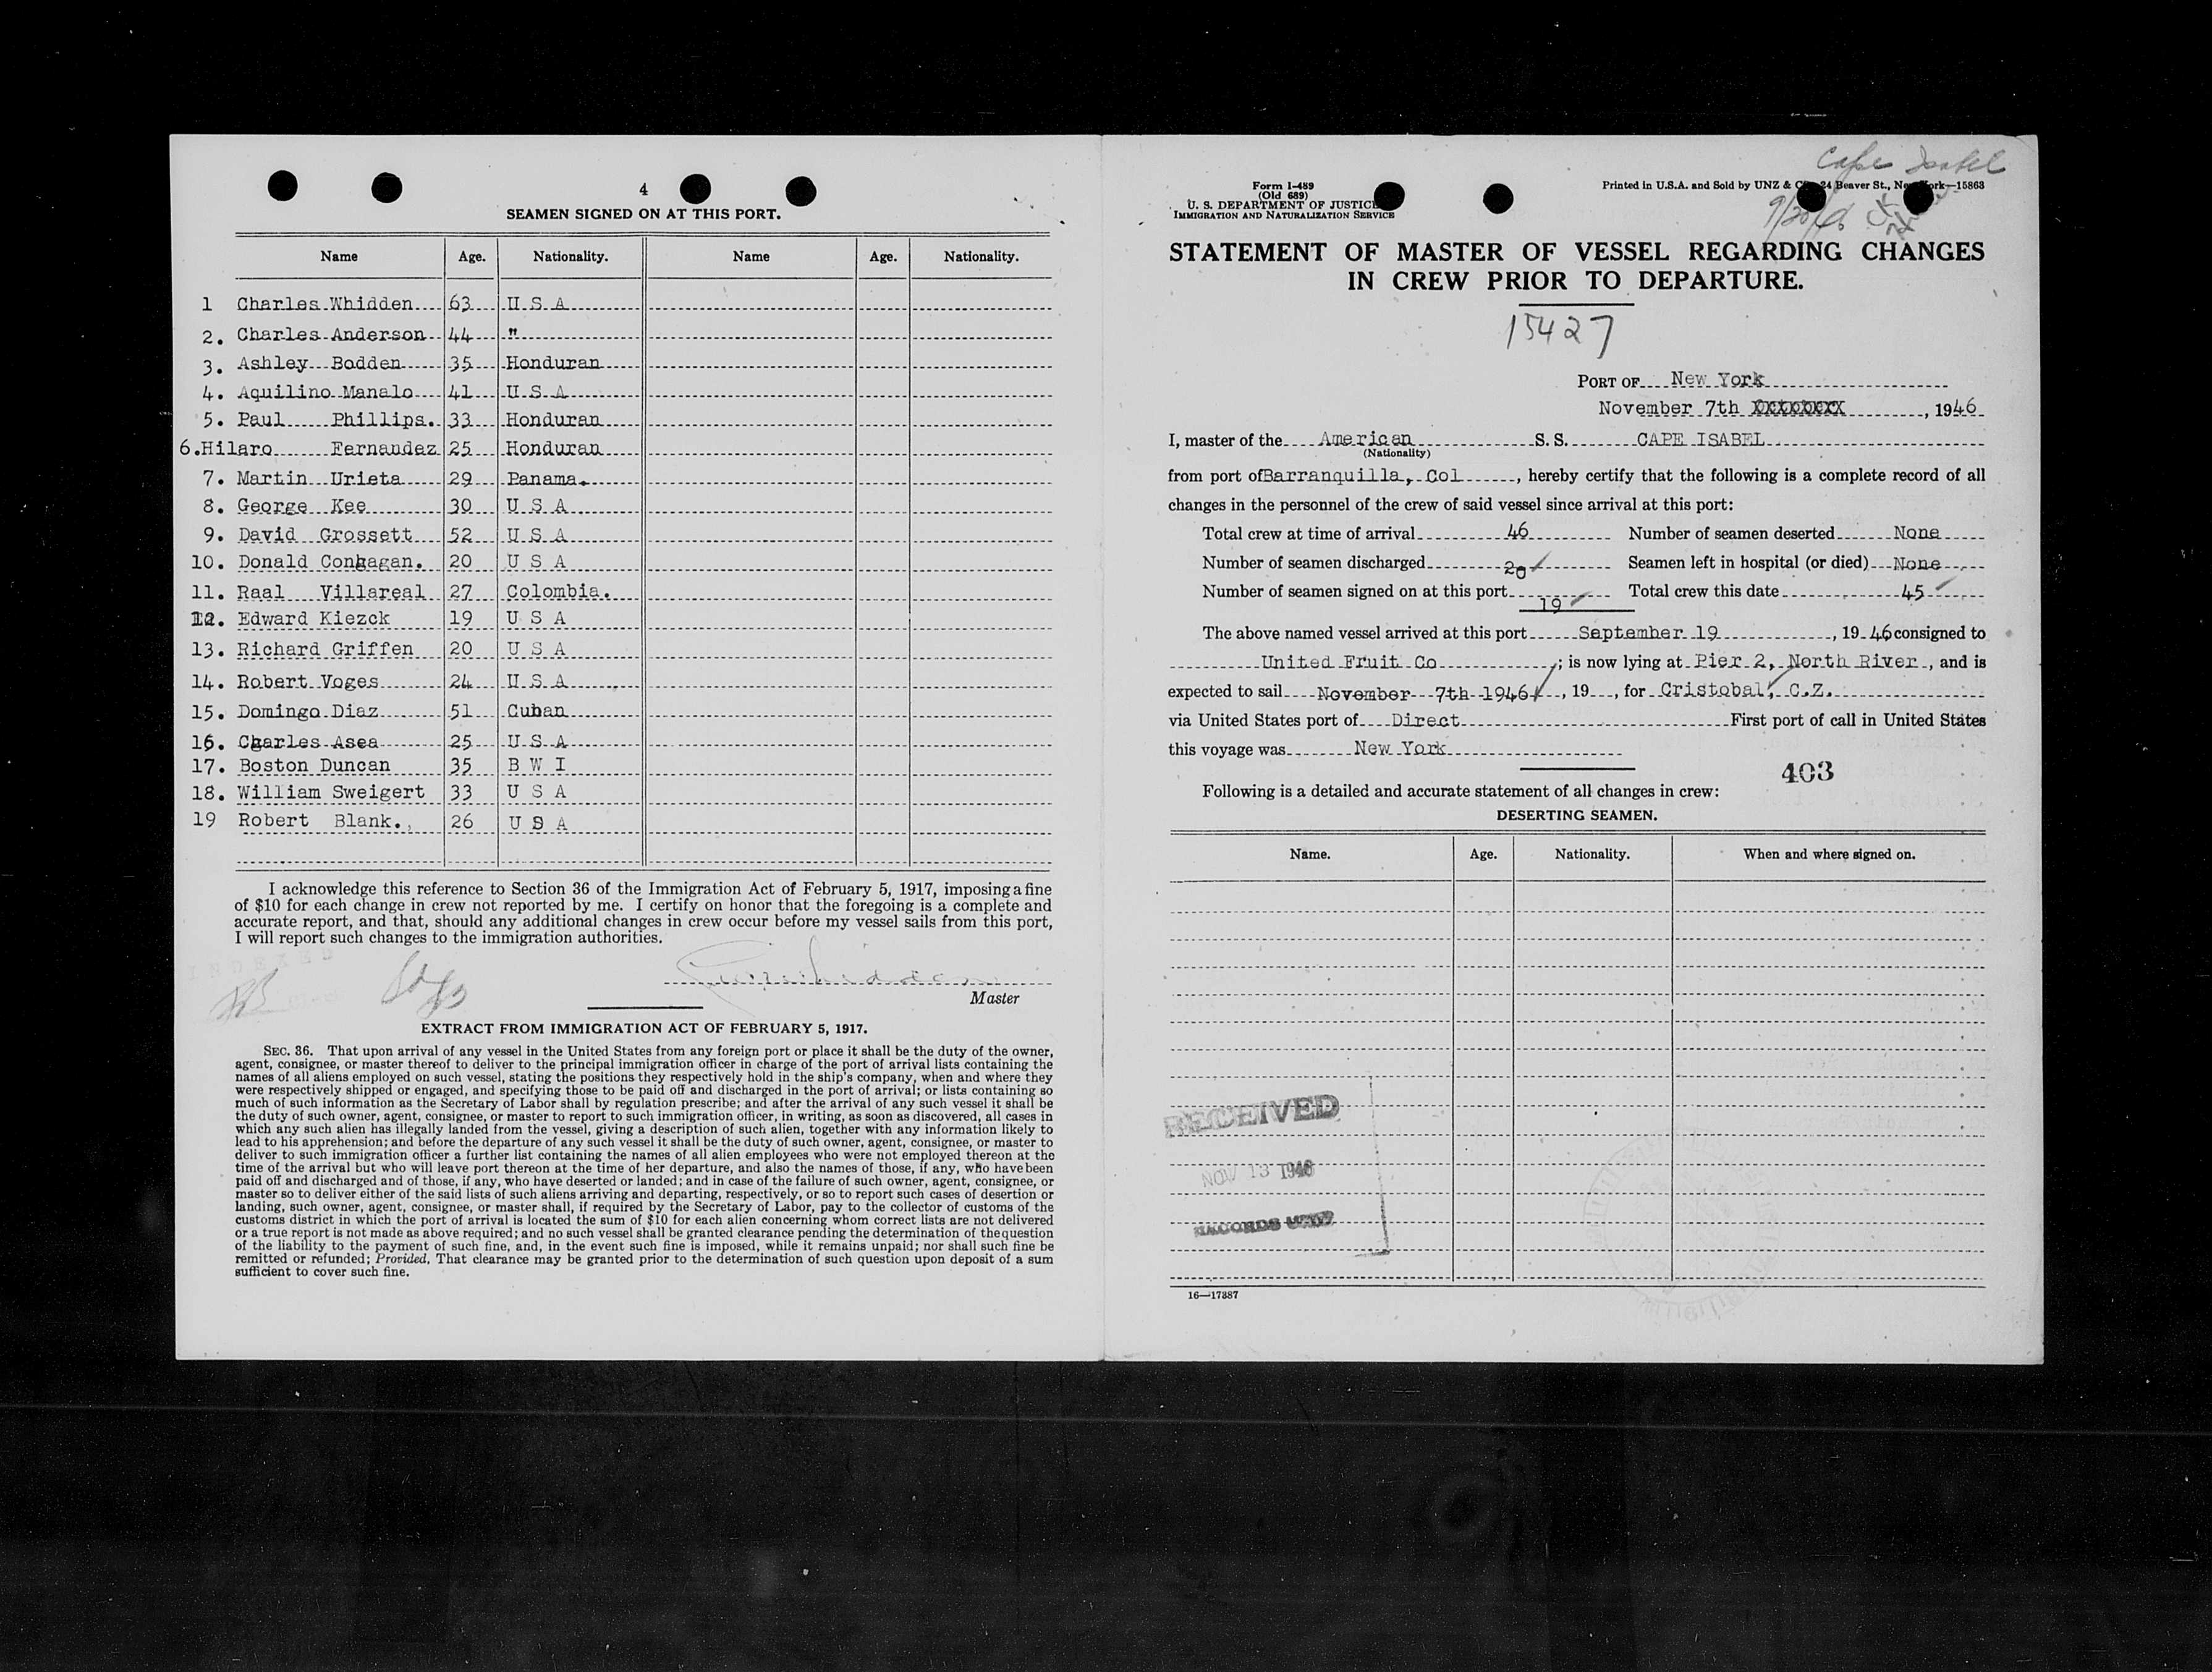 4
SEAMEN SIGNED ON AT THIS PORT.
Name Age. Nationality. Name Age. Nationality.
1 Charles Whidden 63 U S A
2. Charles Anderson 44 "
3. Ashley Bodden 35 Honduran
4. Aquilino Manalo 41 U S A
5. Paul Phillips. 33 Honduran
6.Hilaro Fernandez 25 Honduran
7. Martin Urieta 29 Panama.
8. George Kee 30 U S A.
9. David Grossett 52 U S A
10. Donald 20 U S A
11. Raal Villareal 27 Colombia.
12. Edward Kiezck 19 U S A
13. Richard Griffen 20 U S A
14. Robert Voges 24 U S A
15. Domingo Diaz 51 Cuban
16. Charles Asea 25 U S A
17. Boston Duncan 35 B W I
18. William Sweigert 33 U S A
19 Robert Blank. 26 U S A
I acknowledge this reference to Section 36 of the Immigration Act of February 5, 1917, imposing a fine
of $10 for each change in crew not reported by me. I certify on honor that the foregoing is a complete and
accurate report, and that, should any additional changes in crew occur before my vessel sails from this port,
I will report such changes to the immigration authorities.
INDEXED
Master
EXTRACT FROM IMMIGRATION ACT OF FEBRUARY 5, 1917.
SEC. 36. That upon arrival of any vessel in the United States from any foreign port or place it shall be the duty of the owner,
agent, consignee, or master thereof to deliver to the principal immigration officer in charge of the port of arrival lists containing the
names of all aliens employed on such vessel, stating the positions they respectively hold in the ship's company, when and where they
were respectively shipped or engaged, and specifying those to be paid off and discharged in the port of arrival; or lists containing so
much of such information as the Secretary of Labor shall by regulation prescribe; and after the arrival of any such vessel it shall be
the duty of such owner, agent, consignee, or master to report to such immigration officer, in writing, as soon as discovered, all cases in
which any such alien has illegally landed from the vessel, giving a description of such alien, together with any information likely to
lead to his apprehension; and before the departure of any such vessel it shall be the duty of such owner, agent, consignee, or master to
deliver to such immigration officer a further list containing the names of all alien employees who were not employed thereon at the
time of the arrival but who will leave port thereon at the time of her departure, and also the names of those, if any, who have been
paid off and discharged and of those, if any, who have deserted or landed; and in case of the failure of such owner, agent, consignee, or
master so to deliver either of the said lists of such aliens arriving and departing, respectively, or so to report such cases of desertion or
landing, such owner, agent, consignee, or master shall, if required by the Secretary of Labor, pay to the collector of customs of the
customs district in which the port of arrival is located the sum of $10 for each alien concerning whom correct lists are not delivered
or a true report is not made as above required; and no such vessel shall be granted clearance pending the determination of the question
of the liability to the payment of such fine, and, in the event such fine is imposed, while it remains unpaid; nor shall such fine be
remitted or refunded; Provided, That clearance may be granted prior to the determination of such question upon deposit of a sum
sufficient to cover such fine.
Cape Isabel
Form I-489
(Old 689)
U. S. DEPARTMENT OF JUSTICE
IMMIGRATION AND NATURALIZATION SERVICE
Printed in U.S.A. and Sold by UNZ & 24 Beaver St., New York—15863
9/20/46
STATEMENT OF MASTER OF VESSEL REGARDING CHANGES
IN CREW PRIOR TO DEPARTURE.
15427
PORT OF New York
November 7th, 1946
I, master of the American S. S. CAPE ISABEL
(Nationality)
from port of Barranquilla, Col, hereby certify that the following is a complete record of all
changes in the personnel of the crew of said vessel since arrival at this port:
Total crew at time of arrival 46 Number of seamen deserted None
Number of seamen discharged 20 Seamen left in hospital (or died) None
Number of seamen signed on at this port 19 Total crew this date 45
The above named vessel arrived at this port September 19, 19 46 consigned to
United Fruit Co; is now lying at Pier 2, North River, and is
expected to sail November 7th 1946, 19, for Cristobal, C.Z.
via United States port of Direct First port of call in United States
this voyage was New York
403
Following is a detailed and accurate statement of all changes in crew:
DESERTING SEAMEN.
Name. Age. Nationality. When and where signed on.
RECEIVED
NOV 13 1946
RECORDS UNIT
16—17387